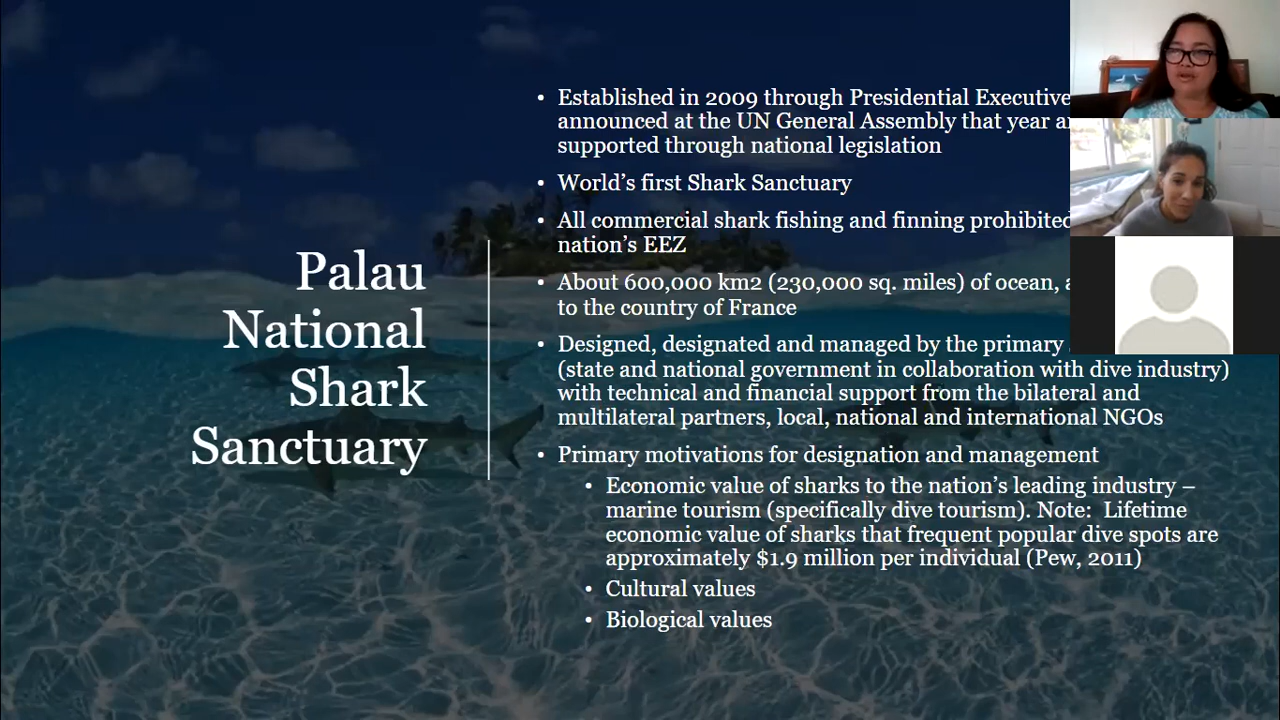 Palau
National
Shark
Sanctuary
• Established in 2009 through Presidential Executive
announced at the UN General Assembly that year
supported through national legislation
• World's first Shark Sanctuary
• All commercial shark fishing and finning prohibited
nation's EEZ
• About 600,000 km2 (230,000 sq. miles) of ocean,
to the country of France
• Designed, designated and managed by the primary
(state and national government in collaboration with dive industry)
with technical and financial support from the bilateral and
multilateral partners, local, national and international NGOs
• Primary motivations for designation and management
• Economic value of sharks to the nation's leading industry –
marine tourism (specifically dive tourism). Note: Lifetime
economic value of sharks that frequent popular dive spots are
approximately $1.9 million per individual (Pew, 2011)
• Cultural values
• Biological values